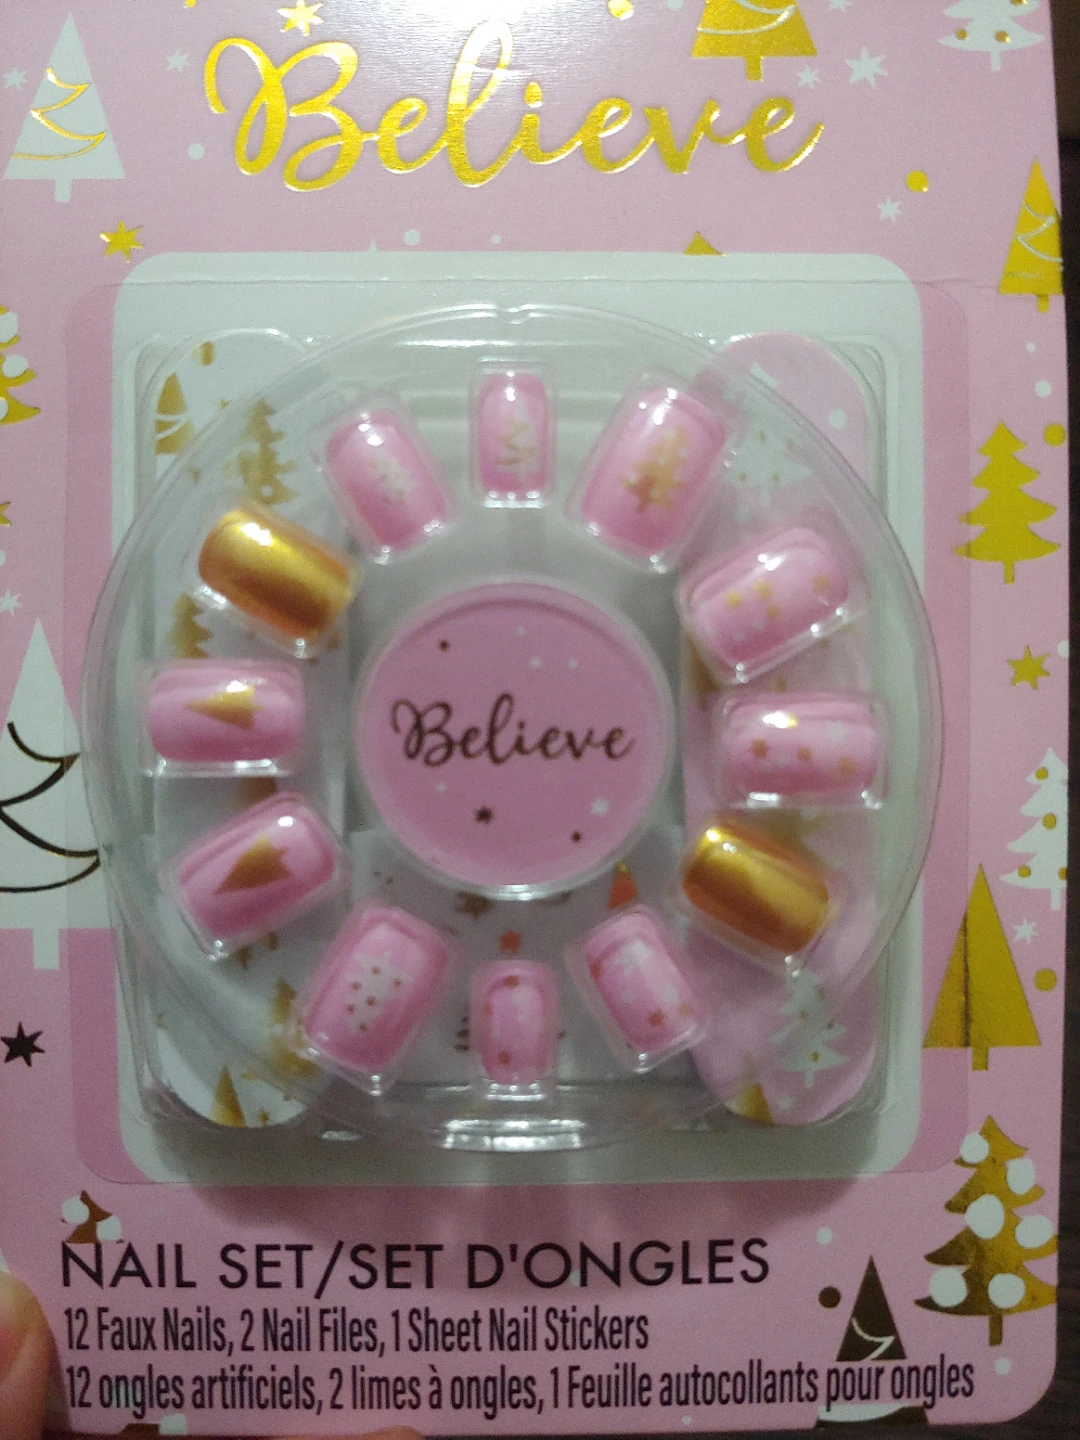 Believe
Believe
NAIL SET/SET D'ONGLES
12 Faux Nails, 2 Nail Files, 1 Sheet Nail Stickers
12 ongles artificiels, 2 limes à ongles, 1 Feuille autocollants pour ongles